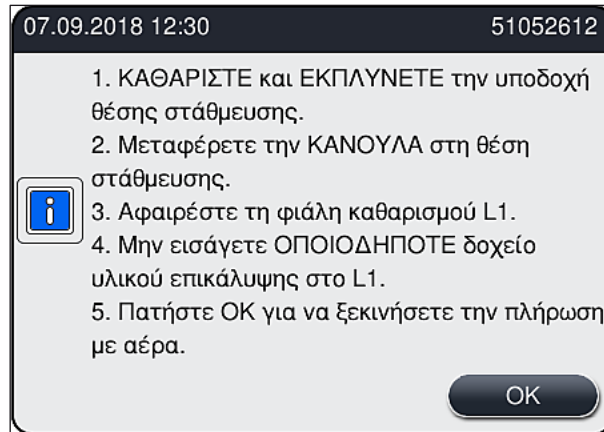 07.09.2018 12:30 51052612
1. ΚΑΘΑΡΙΣΤΕ και ΕΚΠΛΥΝΕΤΕ την υποδοχή
θέσης στάθμευσης.
2. Μεταφέρετε την ΚΑΝΟΥΛΑ στη θέση
στάθμευσης.
3. Αφαιρέστε τη φιάλη καθαρισμού L1.
4. Μην εισάγετε ΟΠΟΙΟΔΗΠΟΤΕ δοχείο
υλικού επικάλυψης στο L1.
5. Πατήστε OK για να ξεκινήσετε την πλήρωση
με αέρα.
OK